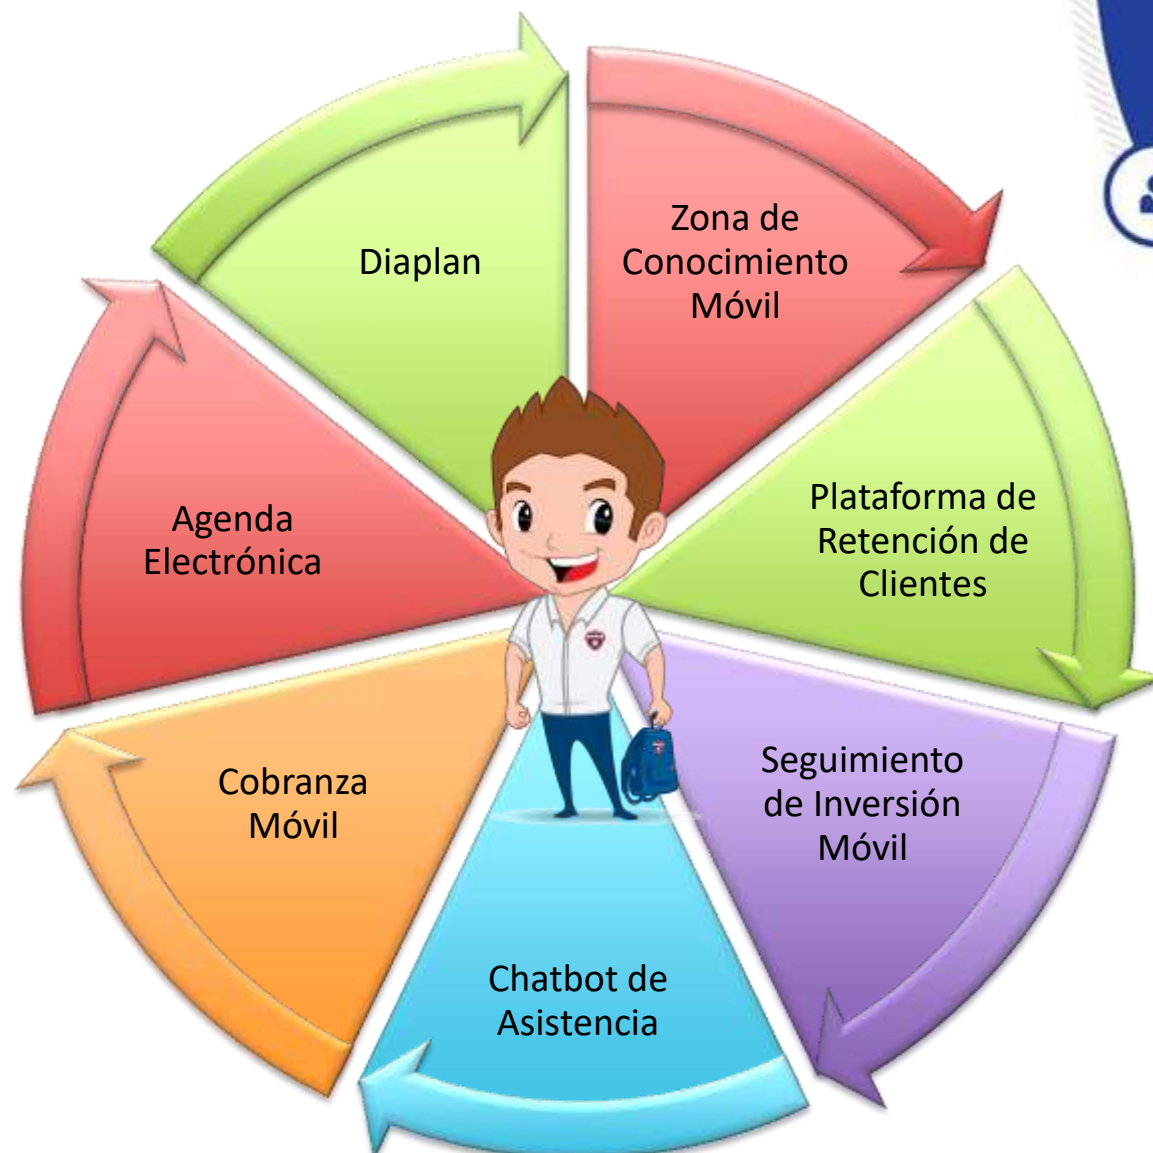 Diaplan
Zona de
Conocimiento
Móvil
Plataforma de
Retención de
Clientes
Seguimiento
de Inversión
Móvil
Chatbot de
Asistencia
Cobranza
Móvil
Agenda
Electrónica